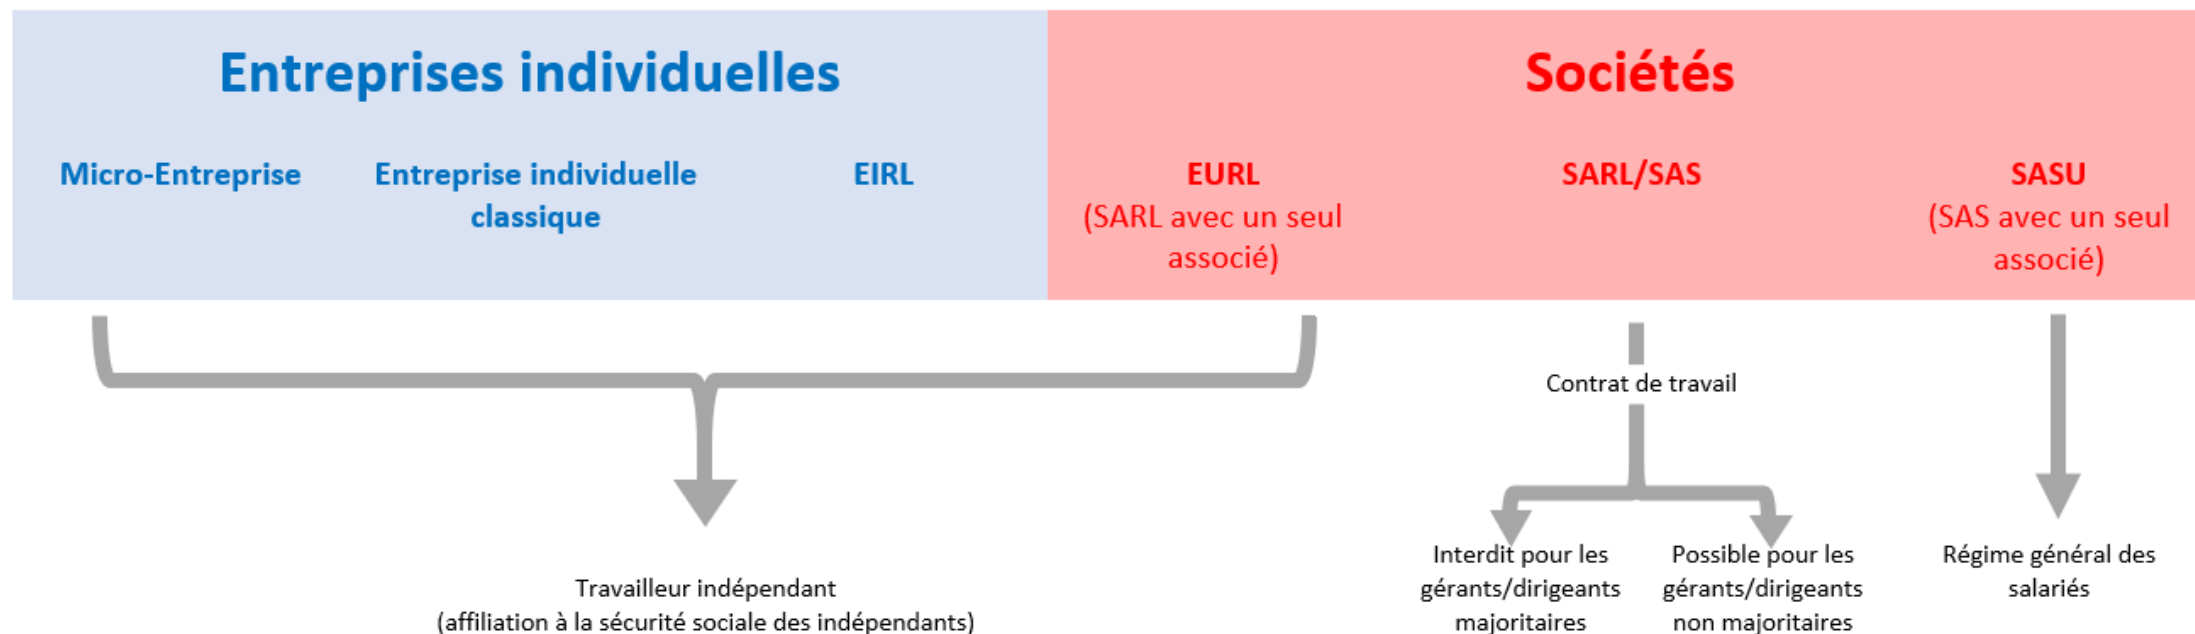 Entreprises individuelles
Sociétés
Micro-Entreprise
Entreprise individuelle
classique
EIRL
EURL
(SARL avec un seul
associé)
SARL/SAS
SASU
(SAS avec un seul
associé)
Travailleur indépendant
(affiliation à la sécurité sociale des indépendants)
Contrat de travail
Interdit pour les
gérants/dirigeants
majoritaires
Possible pour les
gérants/dirigeants
non majoritaires
Régime général des
salariés